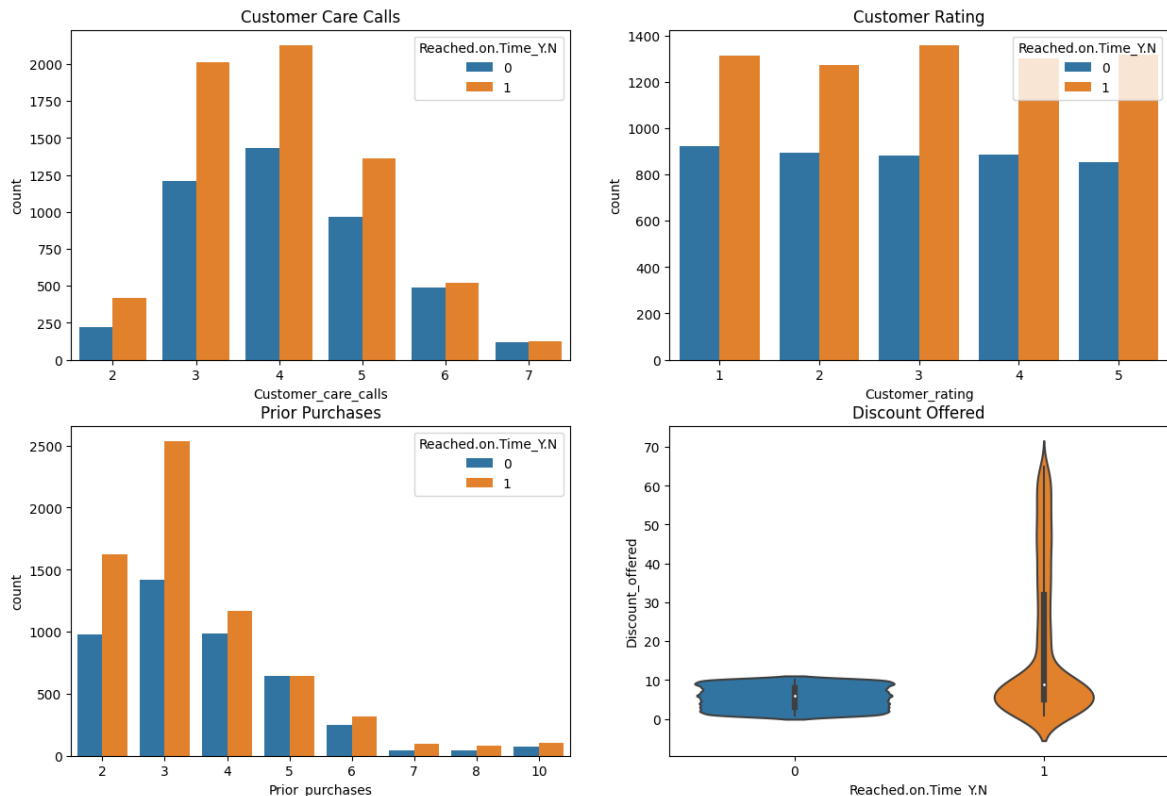 Customer Care Calls
Reached.on.Time_Y.N
0
1
count
2000
1750
1500
1250
1000
750
500
250
0
2 3 4 5 6 7
Customer_care_calls
Customer Rating
Reached.on.Time_Y.N
0
1
count
1400
1200
1000
800
600
400
200
0
1 2 3 4 5
Customer_rating
Prior Purchases
Reached.on.Time_Y.N
0
1
count
2500
2000
1500
1000
500
0
2 3 4 5 6 7 8 10
Prior_purchases
Discount Offered
Discount_offered
70
60
50
40
30
20
10
0
0 1
Reached.on.Time_Y.N